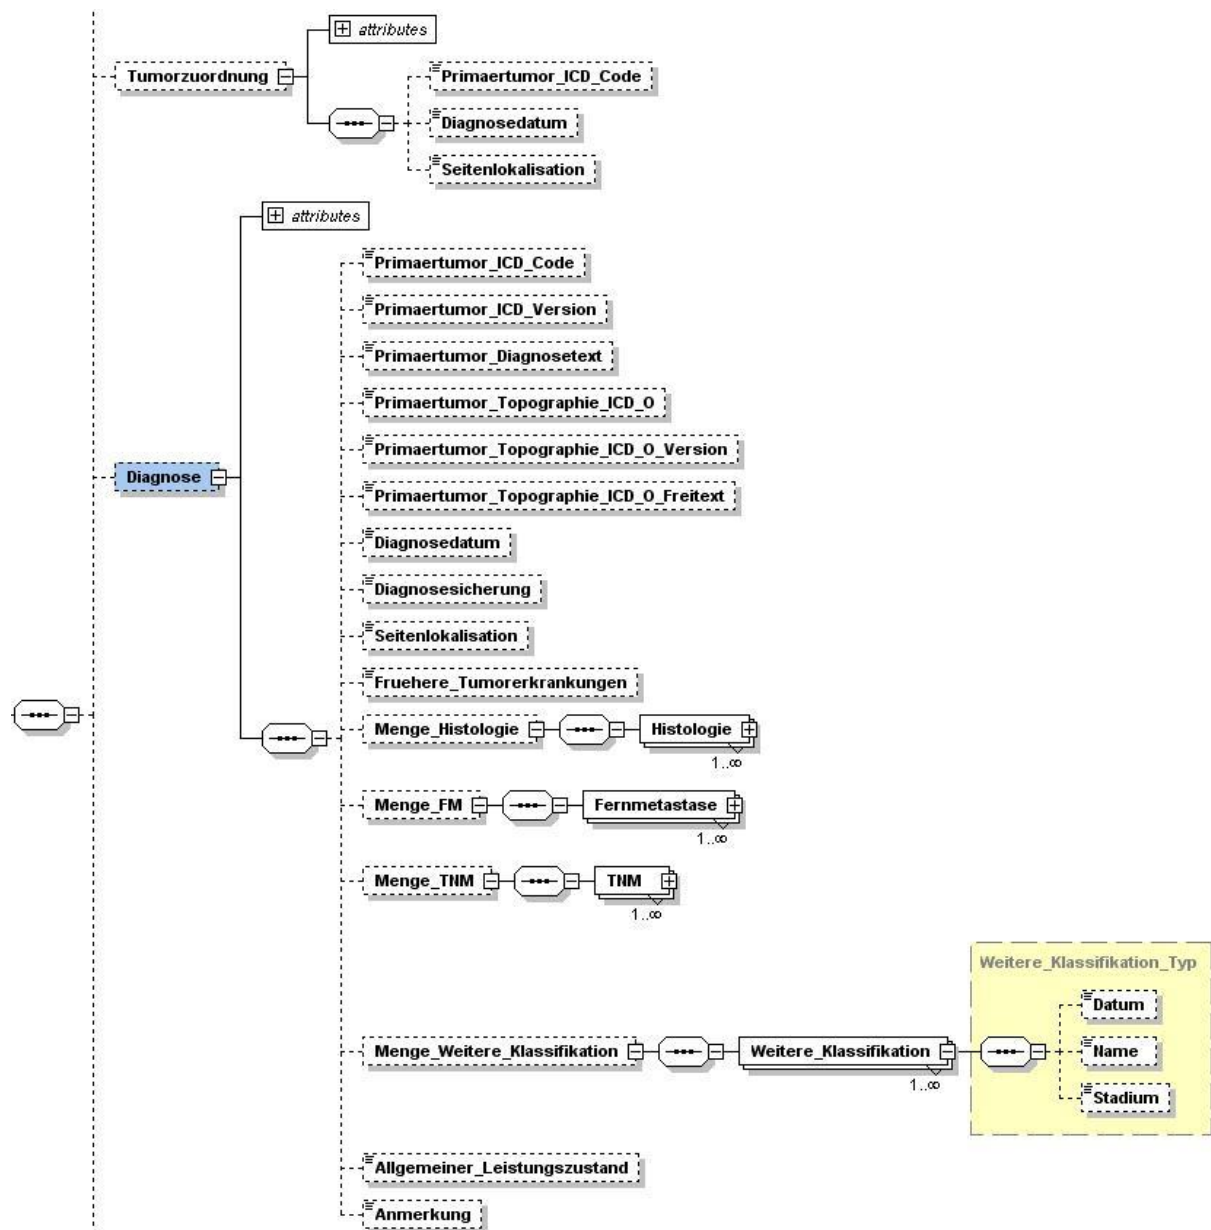 attributes
Tumorzuordnung
Primaertumor_ICD_Code
Diagnosedatum
Seitenlokalisation
attributes
Primaertumor_ICD_Code
Primaertumor_ICD_Version
Primaertumor_Diagnosetext
Primaertumor_Topographie_ICD_O
Primaertumor_Topographie_ICD_O_Version
Diagnose
Primaertumor_Topographie_ICD_O_Freitext
Diagnosedatum
Diagnosesicherung
Seitenlokalisation
Fruehere_Tumorerkrankungen
Menge_Histologie
Histologie
1..∞
Menge_FM
Fernmetastase
1..∞
Menge_TNM
TNM
1..∞
Weitere_Klassifikation_Typ
Datum
Menge_Weitere_Klassifikation
Weitere_Klassifikation
Name
1..∞
Stadium
Allgemeiner_Leistungszustand
Anmerkung